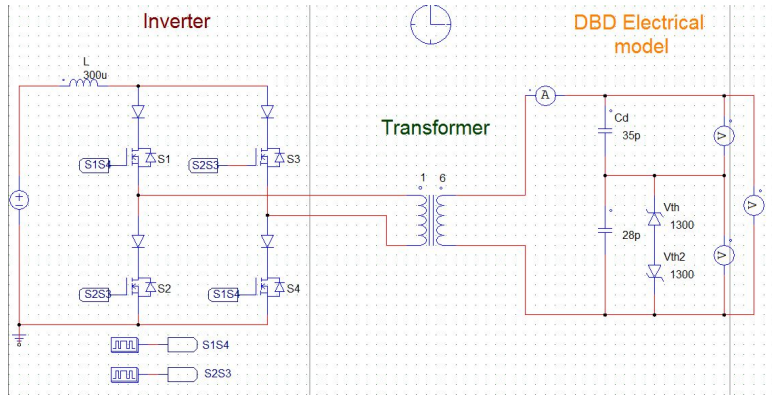 Inverter
DBD Electrical
model
L
300u
Transformer
A
Cd
35p
V
S1S4
S1
S2S3
S3
1 6
V
Vth
1300
28p
Vth2
1300
V
S2S3
S2
S1S4
S4
S1S4
S2S3